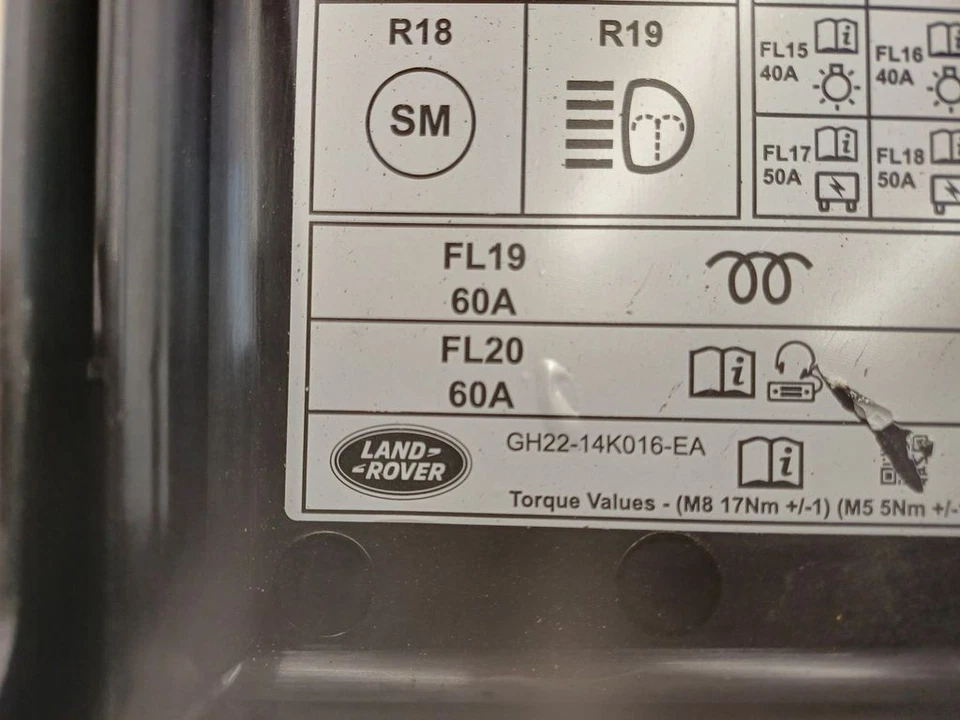 R18
SM
R19
FL15
40A
i
FL16
40A
FL17
50A
i
FL18
50A
FL19
60A
FL20
60A
i
LAND
ROVER
GH22-14K016-EA
i
Torque Values - (M8 17Nm +/-1) (M5 5Nm +/-